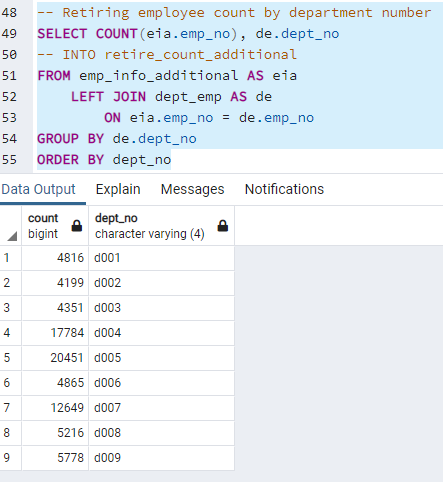 48 -- Retiring employee count by department number
49 SELECT COUNT(eia.emp_no), de.dept_no
50 -- INTO retire_count_additional
51 FROM emp_info_additional AS eia
52     LEFT JOIN dept_emp AS de
53         ON eia.emp_no = de.emp_no
54 GROUP BY de.dept_no
55 ORDER BY dept_no
Data Output Explain Messages Notifications
count dept_no
bigint character varying (4)
1 4816 d001
2 4199 d002
3 4351 d003
4 17784 d004
5 20451 d005
6 4865 d006
7 12649 d007
8 5216 d008
9 5778 d009